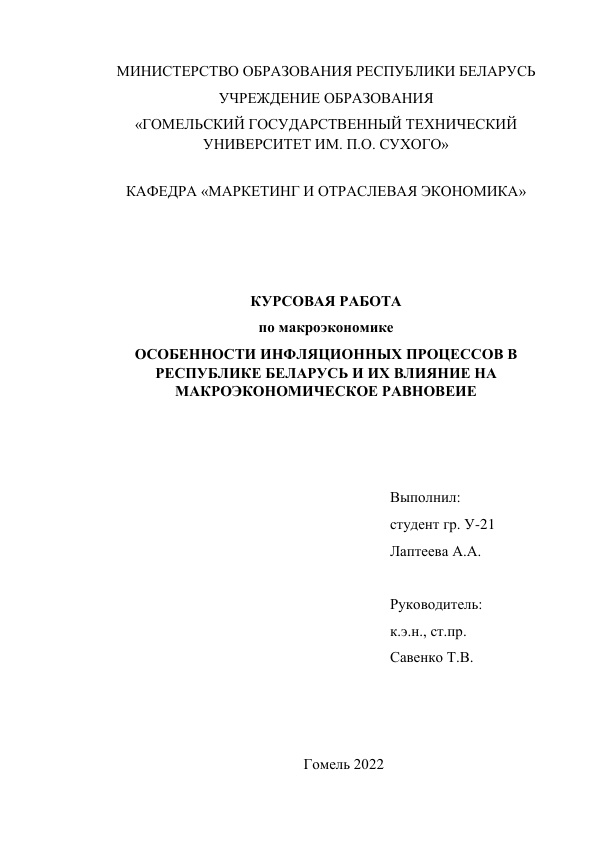 МИНИСТЕРСТВО ОБРАЗОВАНИЯ РЕСПУБЛИКИ БЕЛАРУСЬ
УЧРЕЖДЕНИЕ ОБРАЗОВАНИЯ
«ГОМЕЛЬСКИЙ ГОСУДАРСТВЕННЫЙ ТЕХНИЧЕСКИЙ
УНИВЕРСИТЕТ ИМ. П.О. СУХОГО»
КАФЕДРА «МАРКЕТИНГ И ОТРАСЛЕВАЯ ЭКОНОМИКА»
КУРСОВАЯ РАБОТА
по макроэкономике
ОСОБЕННОСТИ ИНФЛЯЦИОННЫХ ПРОЦЕССОВ В
РЕСПУБЛИКЕ БЕЛАРУСЬ И ИХ ВЛИЯНИЕ НА
МАКРОЭКОНОМИЧЕСКОЕ РАВНОВЕИЕ
Выполнил:
студент гр. У-21
Лаптеева А.А.
Руководитель:
к.э.н., ст.пр.
Савенко Т.В.
Гомель 2022